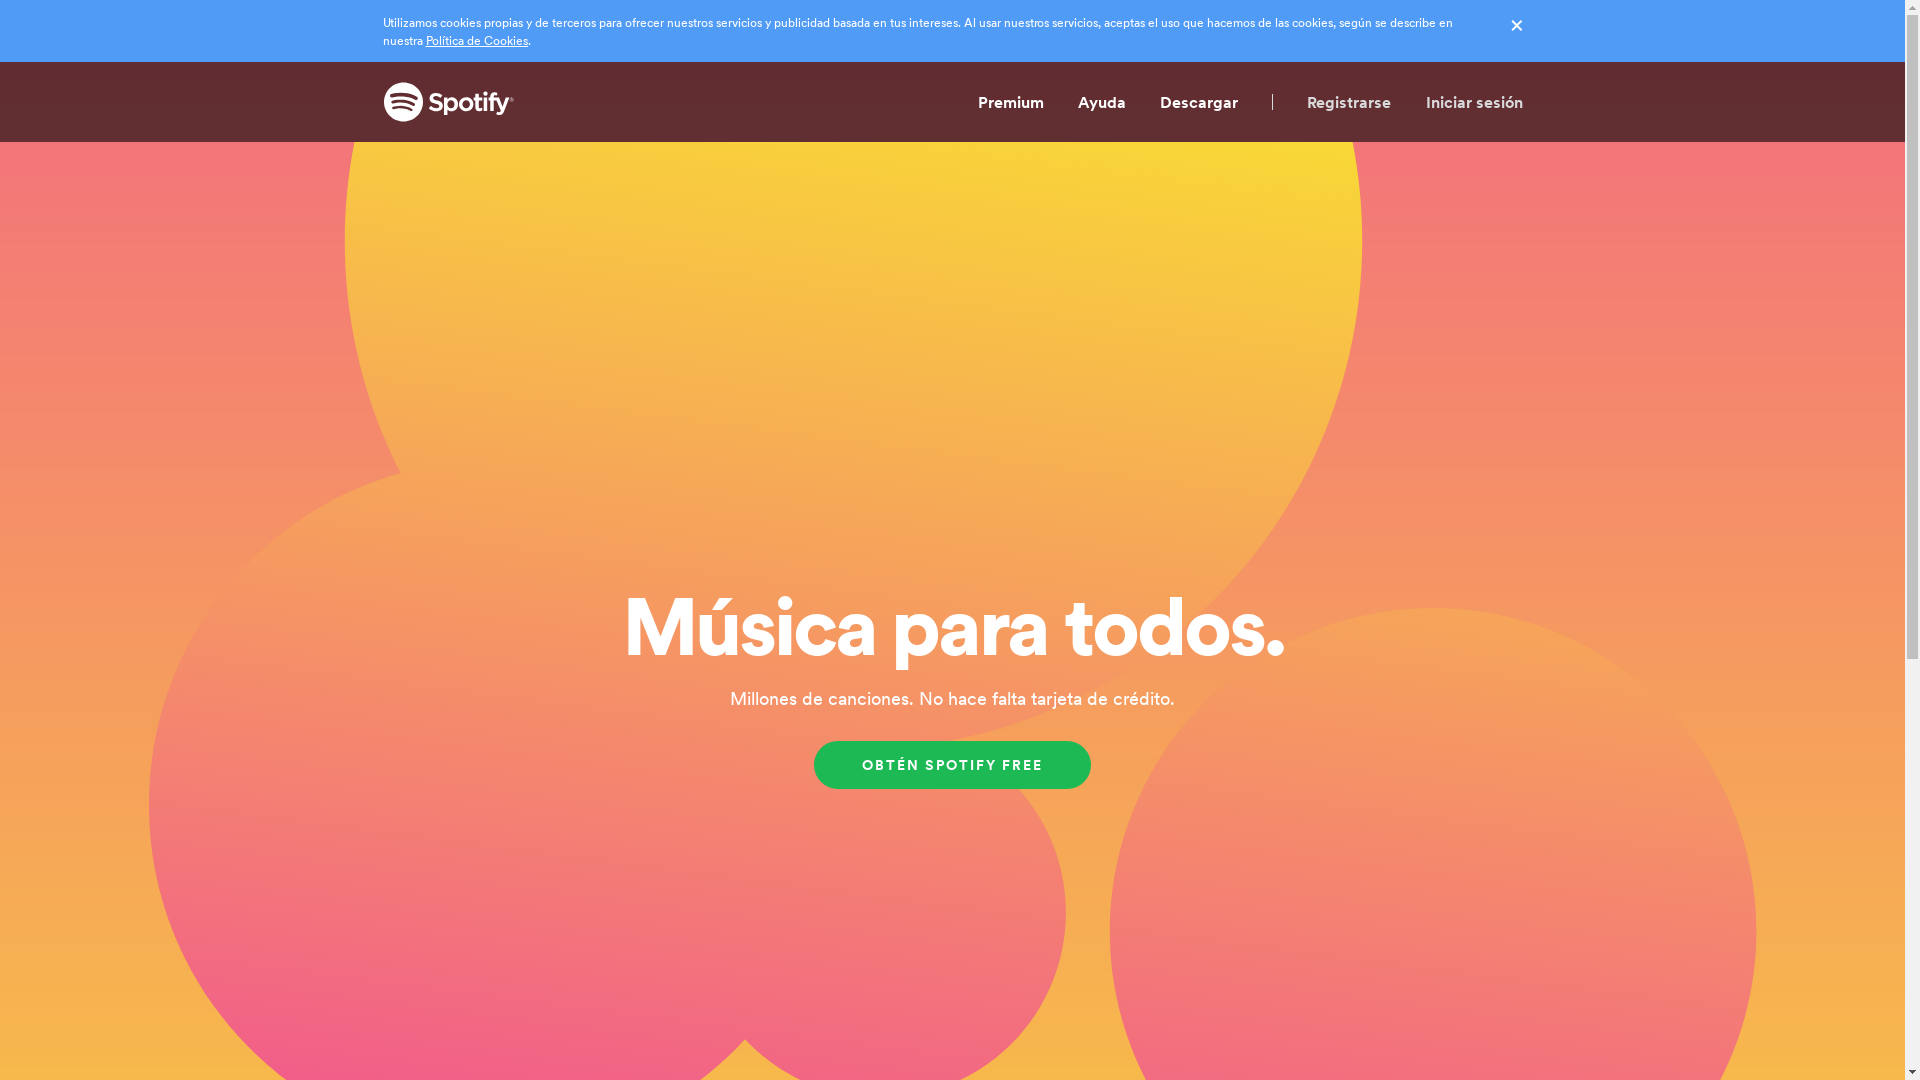 Utilizamos cookies propias y de terceros para ofrecer nuestros servicios y publicidad basada en tus intereses. Al usar nuestros servicios, aceptas el uso que hacemos de las cookies, según se describe en
nuestra Política de Cookies.
Spotify®
Premium Ayuda Descargar | Registrarse Iniciar sesión
Música para todos.
Millones de canciones. No hace falta tarjeta de crédito.
OBTÉN SPOTIFY FREE